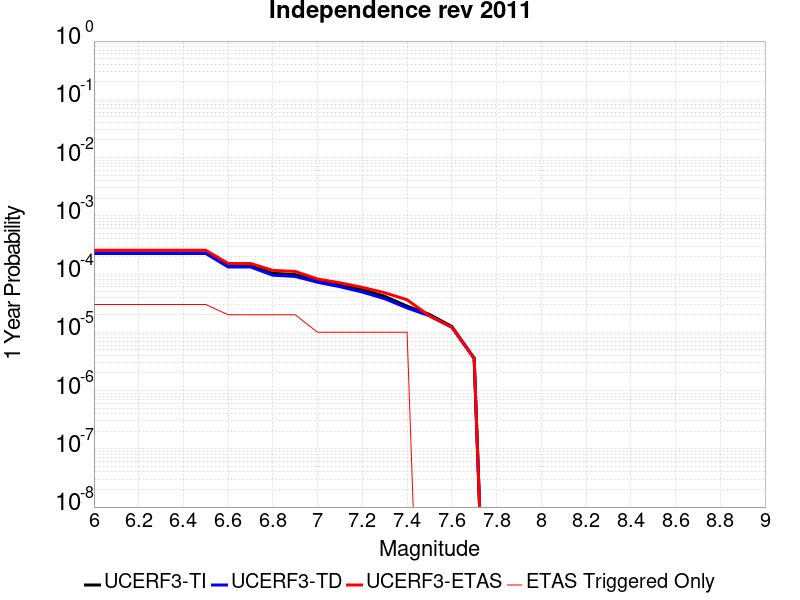 Independence rev 2011
1 Year Probability
10^0
10^-1
10^-2
10^-3
10^-4
10^-5
10^-6
10^-7
10^-8
6 6.2 6.4 6.6 6.8 7 7.2 7.4 7.6 7.8 8 8.2 8.4 8.6 8.8 9
Magnitude
UCERF3-TI UCERF3-TD UCERF3-ETAS ETAS Triggered Only